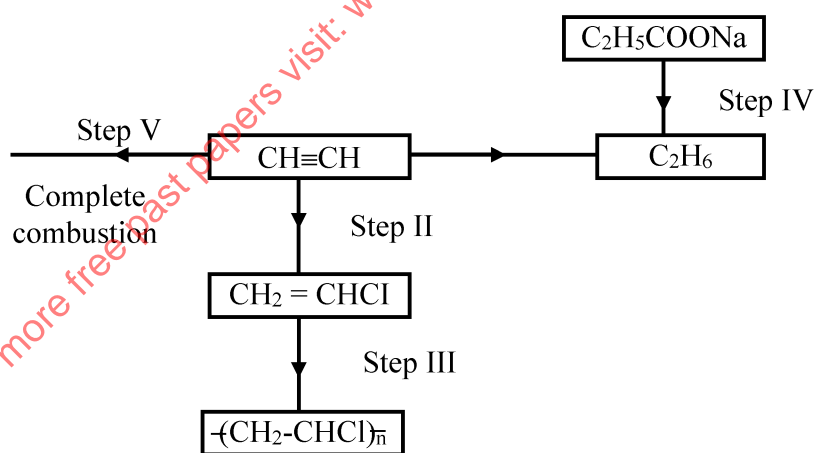 C₂H₅COONa
Step IV
Step V
CH≡CH
C₂H₆
Complete
combustion
Step II
CH₂ = CHCI
Step III
-(CH₂-CHCl)-ₙ
more free past papers visit: w